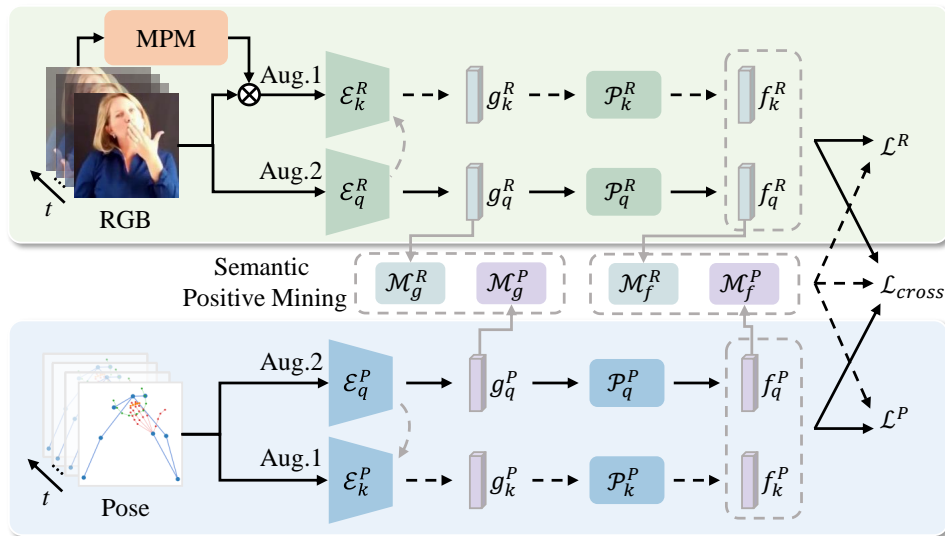 MPM
Aug.1
Aug.2
t
RGB
ℰ_k^R
g_k^R
𝒫_k^R
f_k^R
ℰ_q^R
g_q^R
𝒫_q^R
f_q^R
ℒ^R
Semantic
Positive Mining
ℳ_g^R
ℳ_g^P
ℳ_f^R
ℳ_f^P
ℒ_cross
Aug.2
Aug.1
t
Pose
ℰ_q^P
g_q^P
𝒫_q^P
f_q^P
ℒ^P
ℰ_k^P
g_k^P
𝒫_k^P
f_k^P